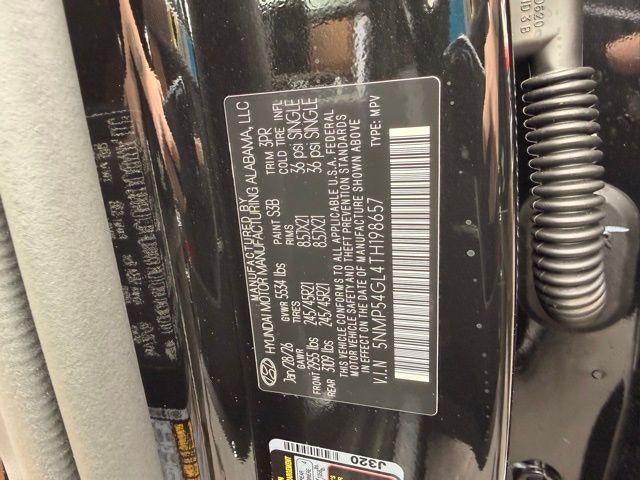 MANUFACTURED BY
HYUNDAI MOTOR MANUFACTURING ALABAMA, LLC
Jan/28/26 GVWR 5534 lbs PAINT S3B TRIM 3PR
GAWR TIRES RIMS COLD TIRE INFL
FRONT 2955 lbs 245/45R21 8.5JX21 36 psi SINGLE
REAR 3109 lbs 245/45R21 8.5JX21 36 psi SINGLE
THIS VEHICLE CONFORMS TO ALL APPLICABLE U.S.A. FEDERAL
MOTOR VEHICLE SAFETY AND THEFT PREVENTION STANDARDS
IN EFFECT ON THE DATE OF MANUFACTURE SHOWN ABOVE
V.I.N 5NMP54GL4TH198657 TYPE: MPV
J320